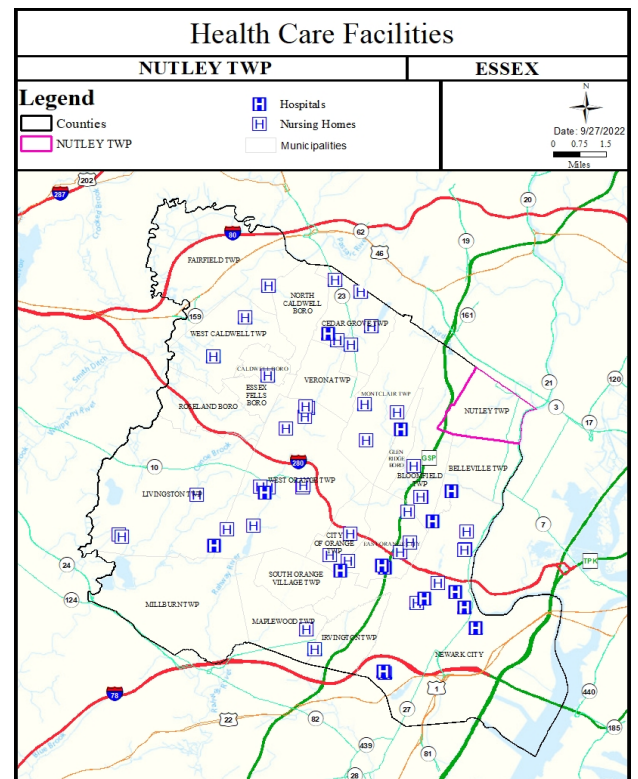 Health Care Facilities
NUTLEY TWP
ESSEX
Legend
Counties
NUTLEY TWP
H Hospitals
H Nursing Homes
Municipalities
N
Date: 9/27/2022
0 0.75 1.5
Miles
202
287
20
80
62
19
46
FAIRFIELD TWP
NORTH
CALDWELL
BORO
23
159
161
CEDAR GROVE TWP
WEST CALDWELL TWP
CALDWELL BORO
VERONA TWP
ESSEX
FELLS
BORO
MONTCLAIR TWP
21
120
3
ROSELAND BORO
NUTLEY TWP
17
GLEN
RIDGE
BORO
GSP
280
10
BLOOMFIELD
TWP
BELLEVILLE TWP
WEST ORANGE TWP
LIVINGSTON TWP
7
CITY
OF ORANGE
TWP
EAST ORANGE CITY
TPK
24
SOUTH ORANGE
VILLAGE TWP
124
MILLBURN TWP
MAPLEWOOD TWP
IRVINGTON TWP
NEWARK CITY
78
1
440
22
82
27
185
439
81
28